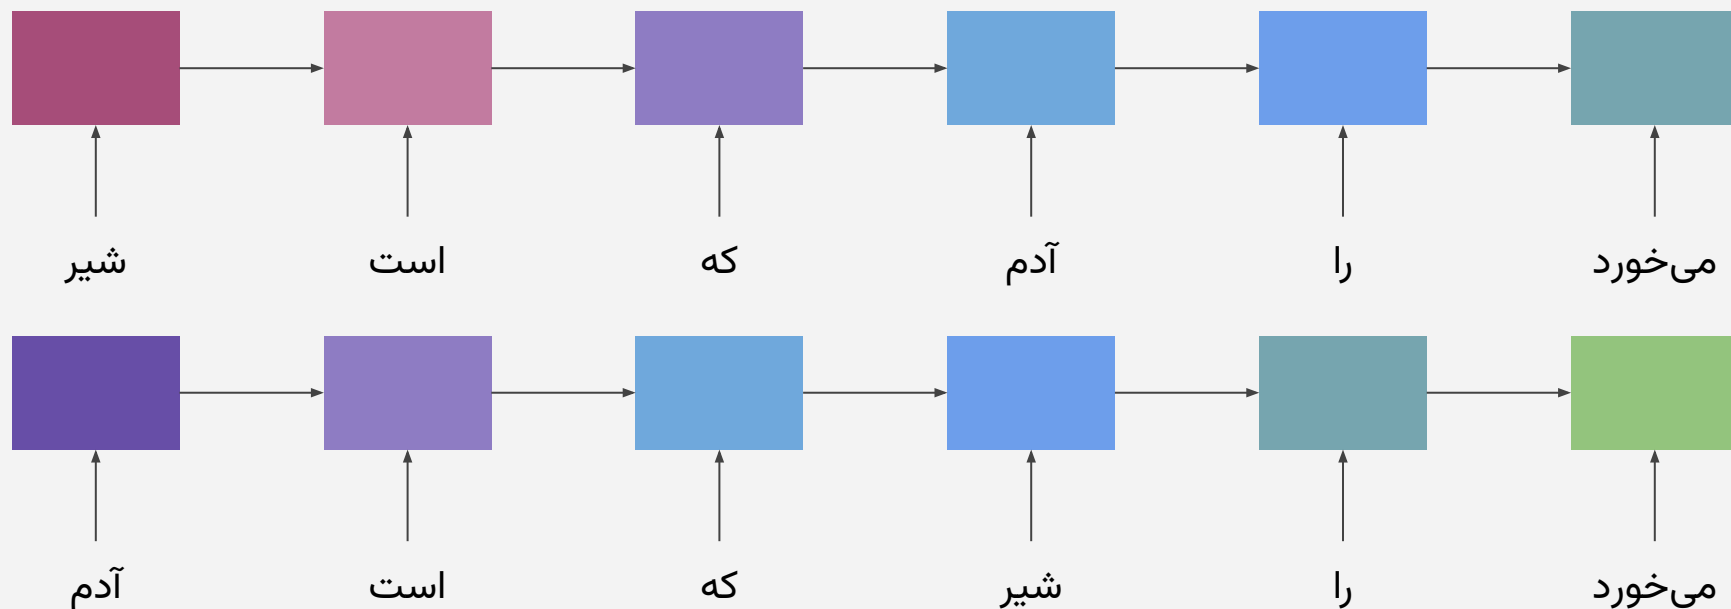 شیر است که آدم را می‌خورد
آدم است که شیر را می‌خورد